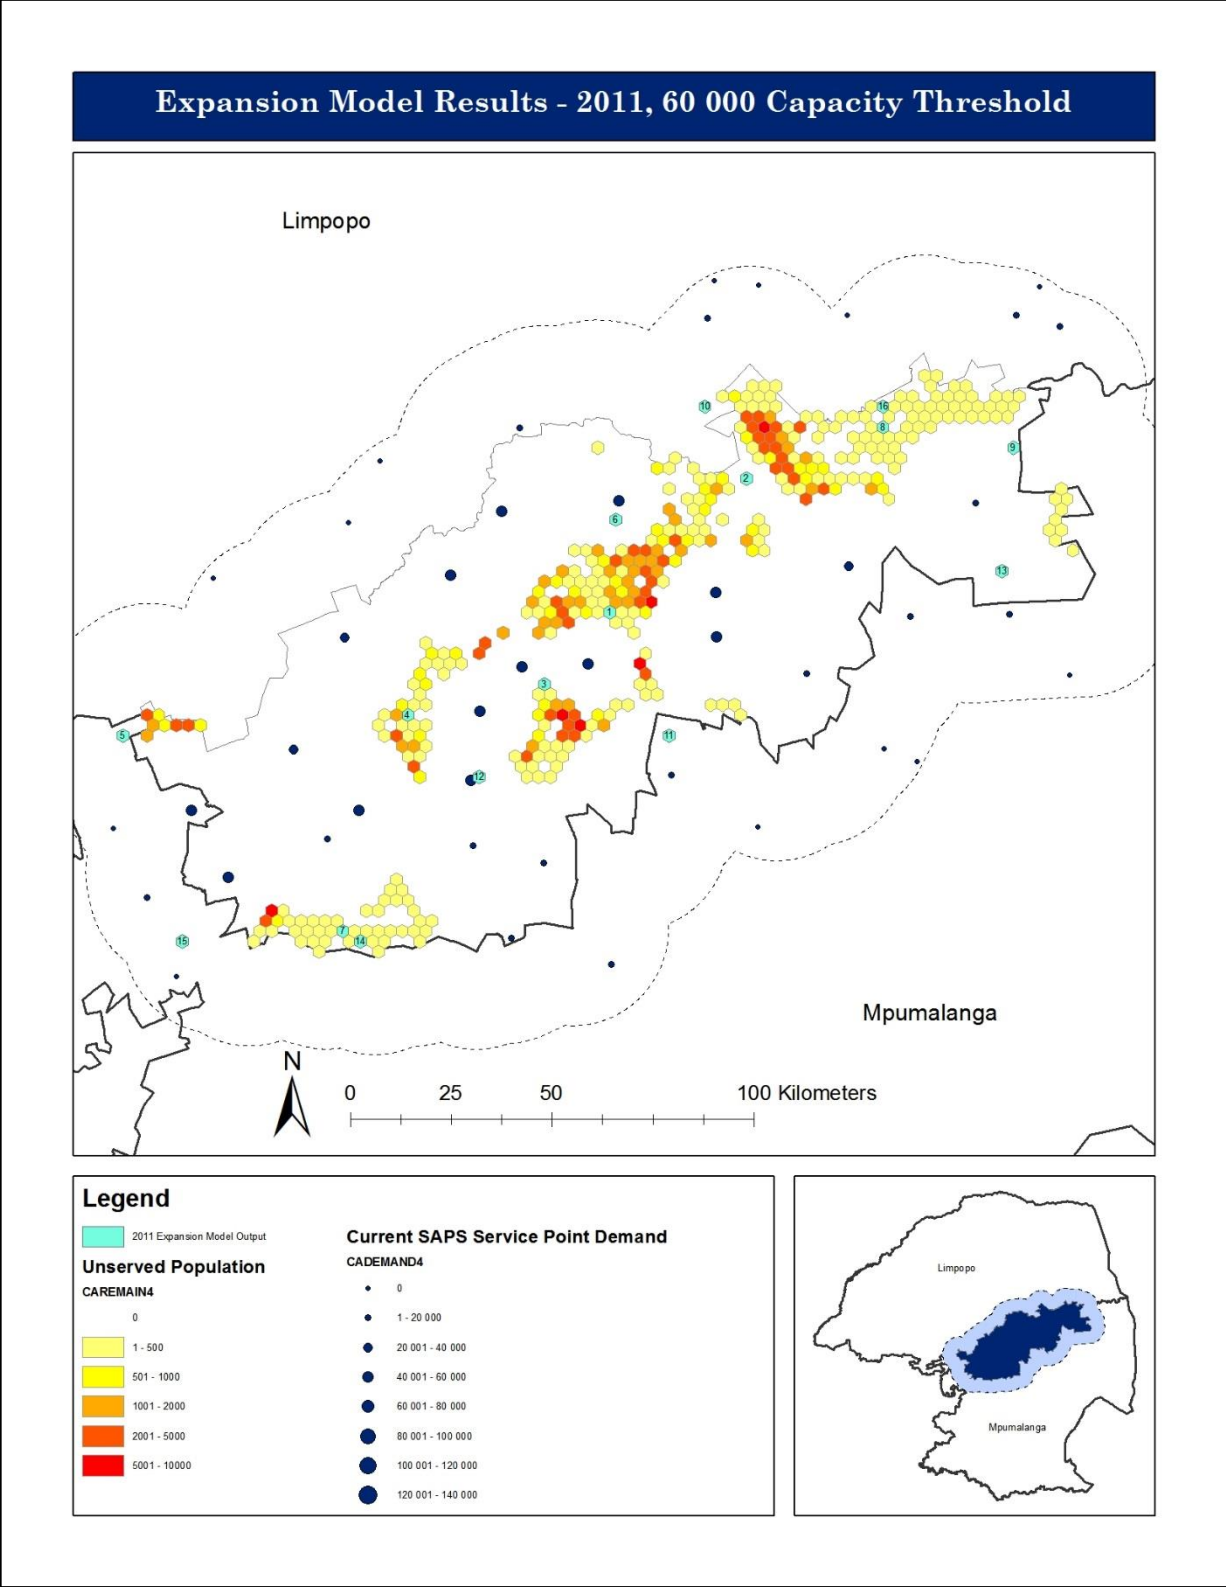 Expansion Model Results - 2011, 60 000 Capacity Threshold
Limpopo
10
16
8
9
2
6
13
1
3
4
5
11
12
7
14
15
Mpumalanga
N
0 25 50 100 Kilometers
Legend
2011 Expansion Model Output
Unserved Population
CAREMAIN4
0
1 - 500
501 - 1000
1001 - 2000
2001 - 5000
5001 - 10000
Current SAPS Service Point Demand
CADEMAND4
0
1 - 20 000
20 001 - 40 000
40 001 - 60 000
60 001 - 80 000
80 001 - 100 000
100 001 - 120 000
120 001 - 140 000
Limpopo
Mpumalanga